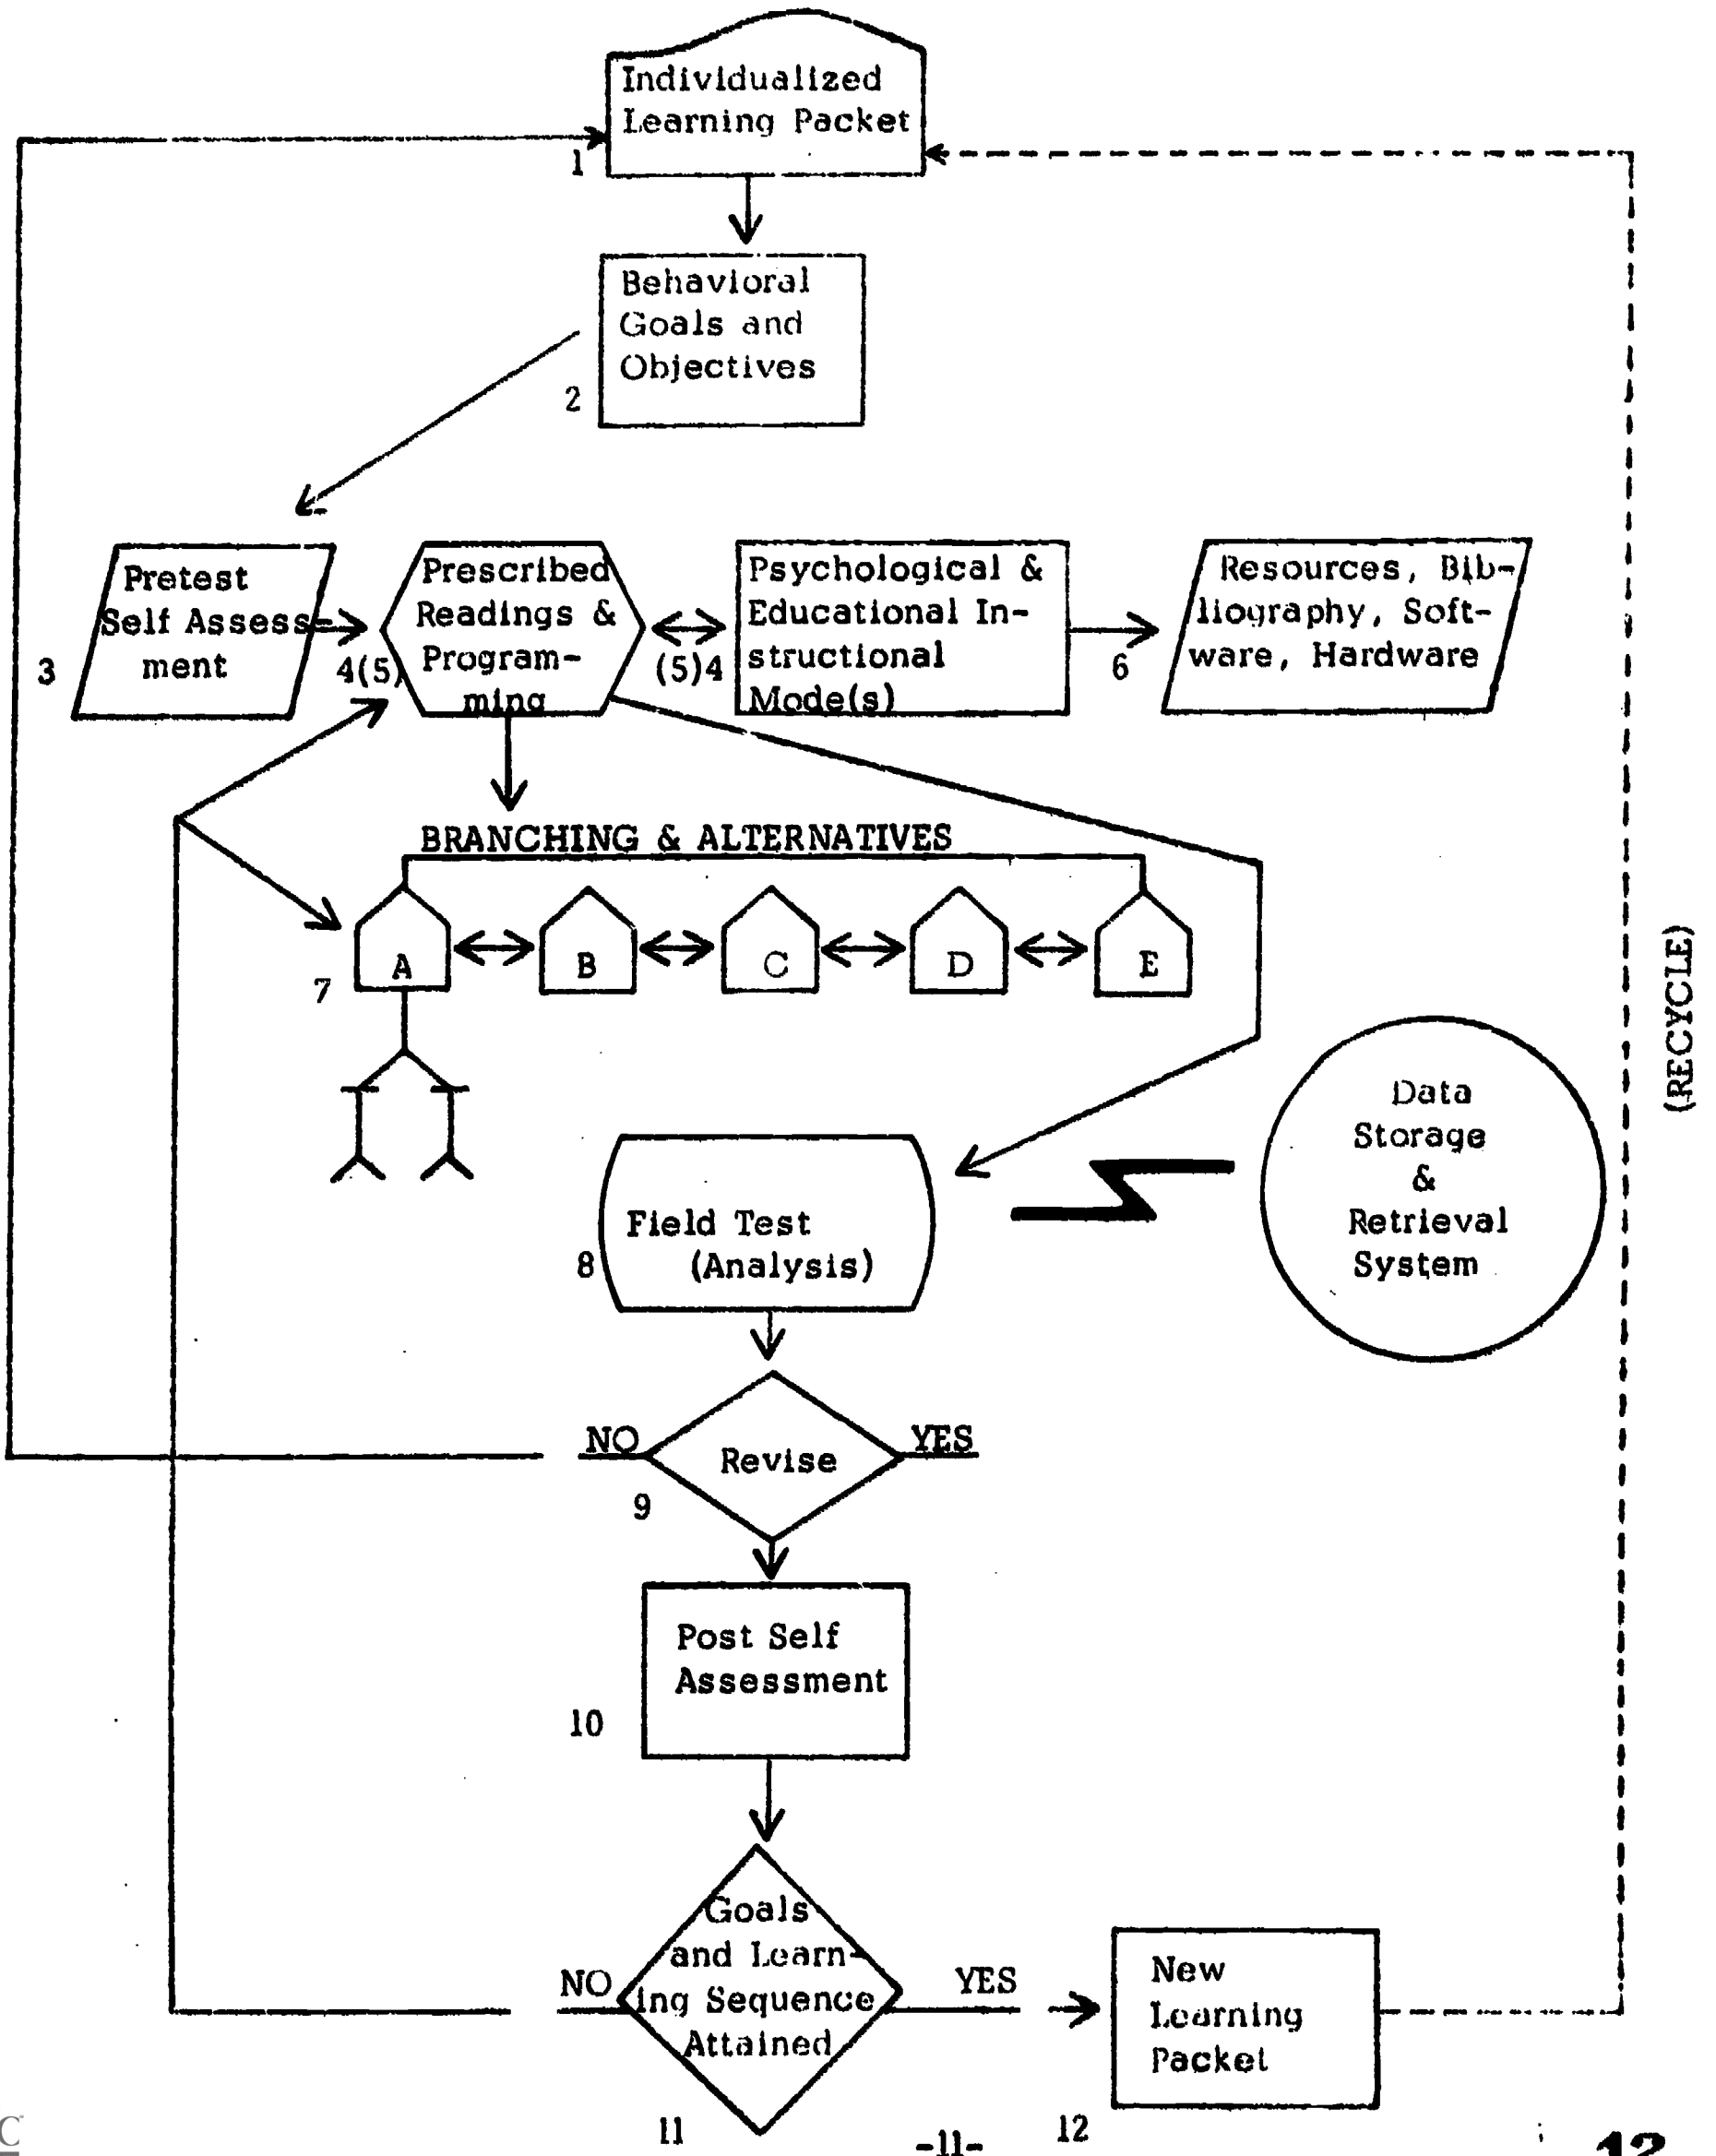 Individualized
Learning Packet
1
Behavioral
Goals and
Objectives
2
Pretest
Self Assess-
ment
3
Prescribed
Readings &
Program-
ming
4(5)
Psychological &
Educational In-
structional
Mode(s)
(5)4
Resources, Bib-
liography, Soft-
ware, Hardware
6
BRANCHING & ALTERNATIVES
A
B
C
D
E
7
(RECYCLE)
Data
Storage
&
Retrieval
System
Field Test
(Analysis)
8
NO
Revise
YES
9
Post Self
Assessment
10
NO
Goals
and Learn-
ing Sequence
Attained
YES
11
New
Learning
Packet
12
-11-
12
C